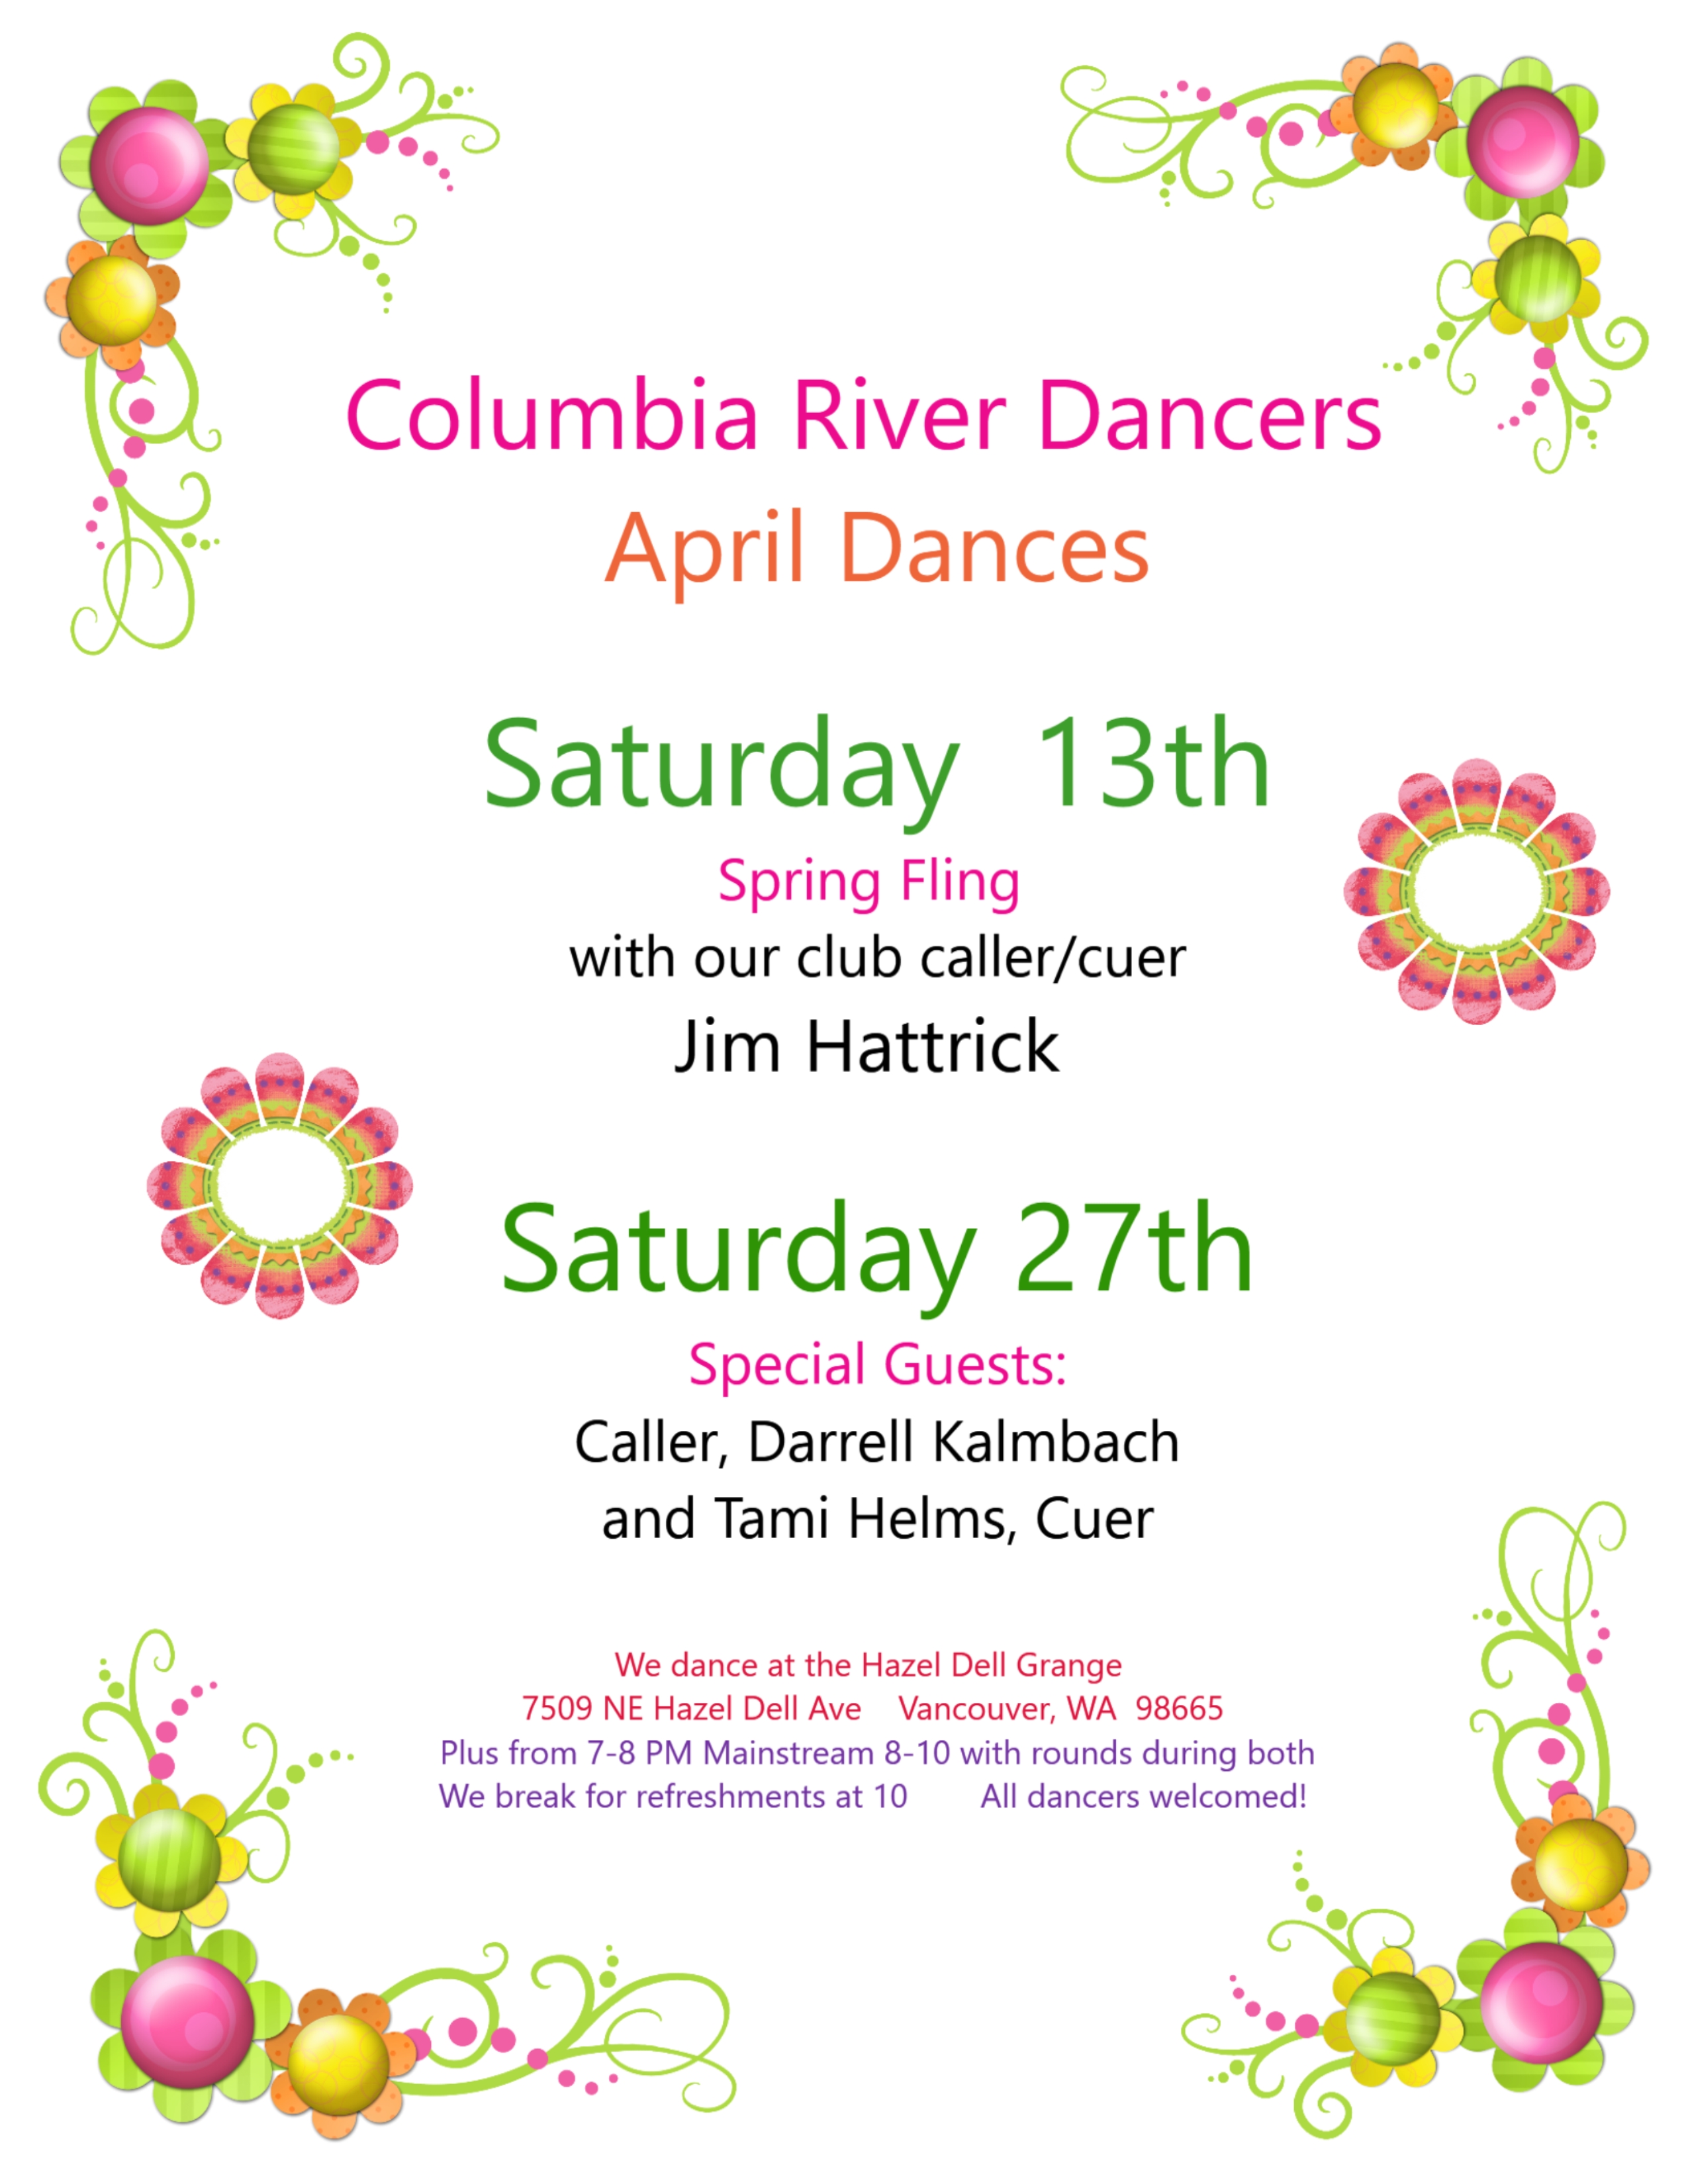 Columbia River Dancers
April Dances
Saturday 13th
Spring Fling
with our club caller/cuer
Jim Hattrick
Saturday 27th
Special Guests:
Caller, Darrell Kalmbach
and Tami Helms, Cuer
We dance at the Hazel Dell Grange
7509 NE Hazel Dell Ave Vancouver, WA 98665
Plus from 7-8 PM Mainstream 8-10 with rounds during both
We break for refreshments at 10 All dancers welcomed!